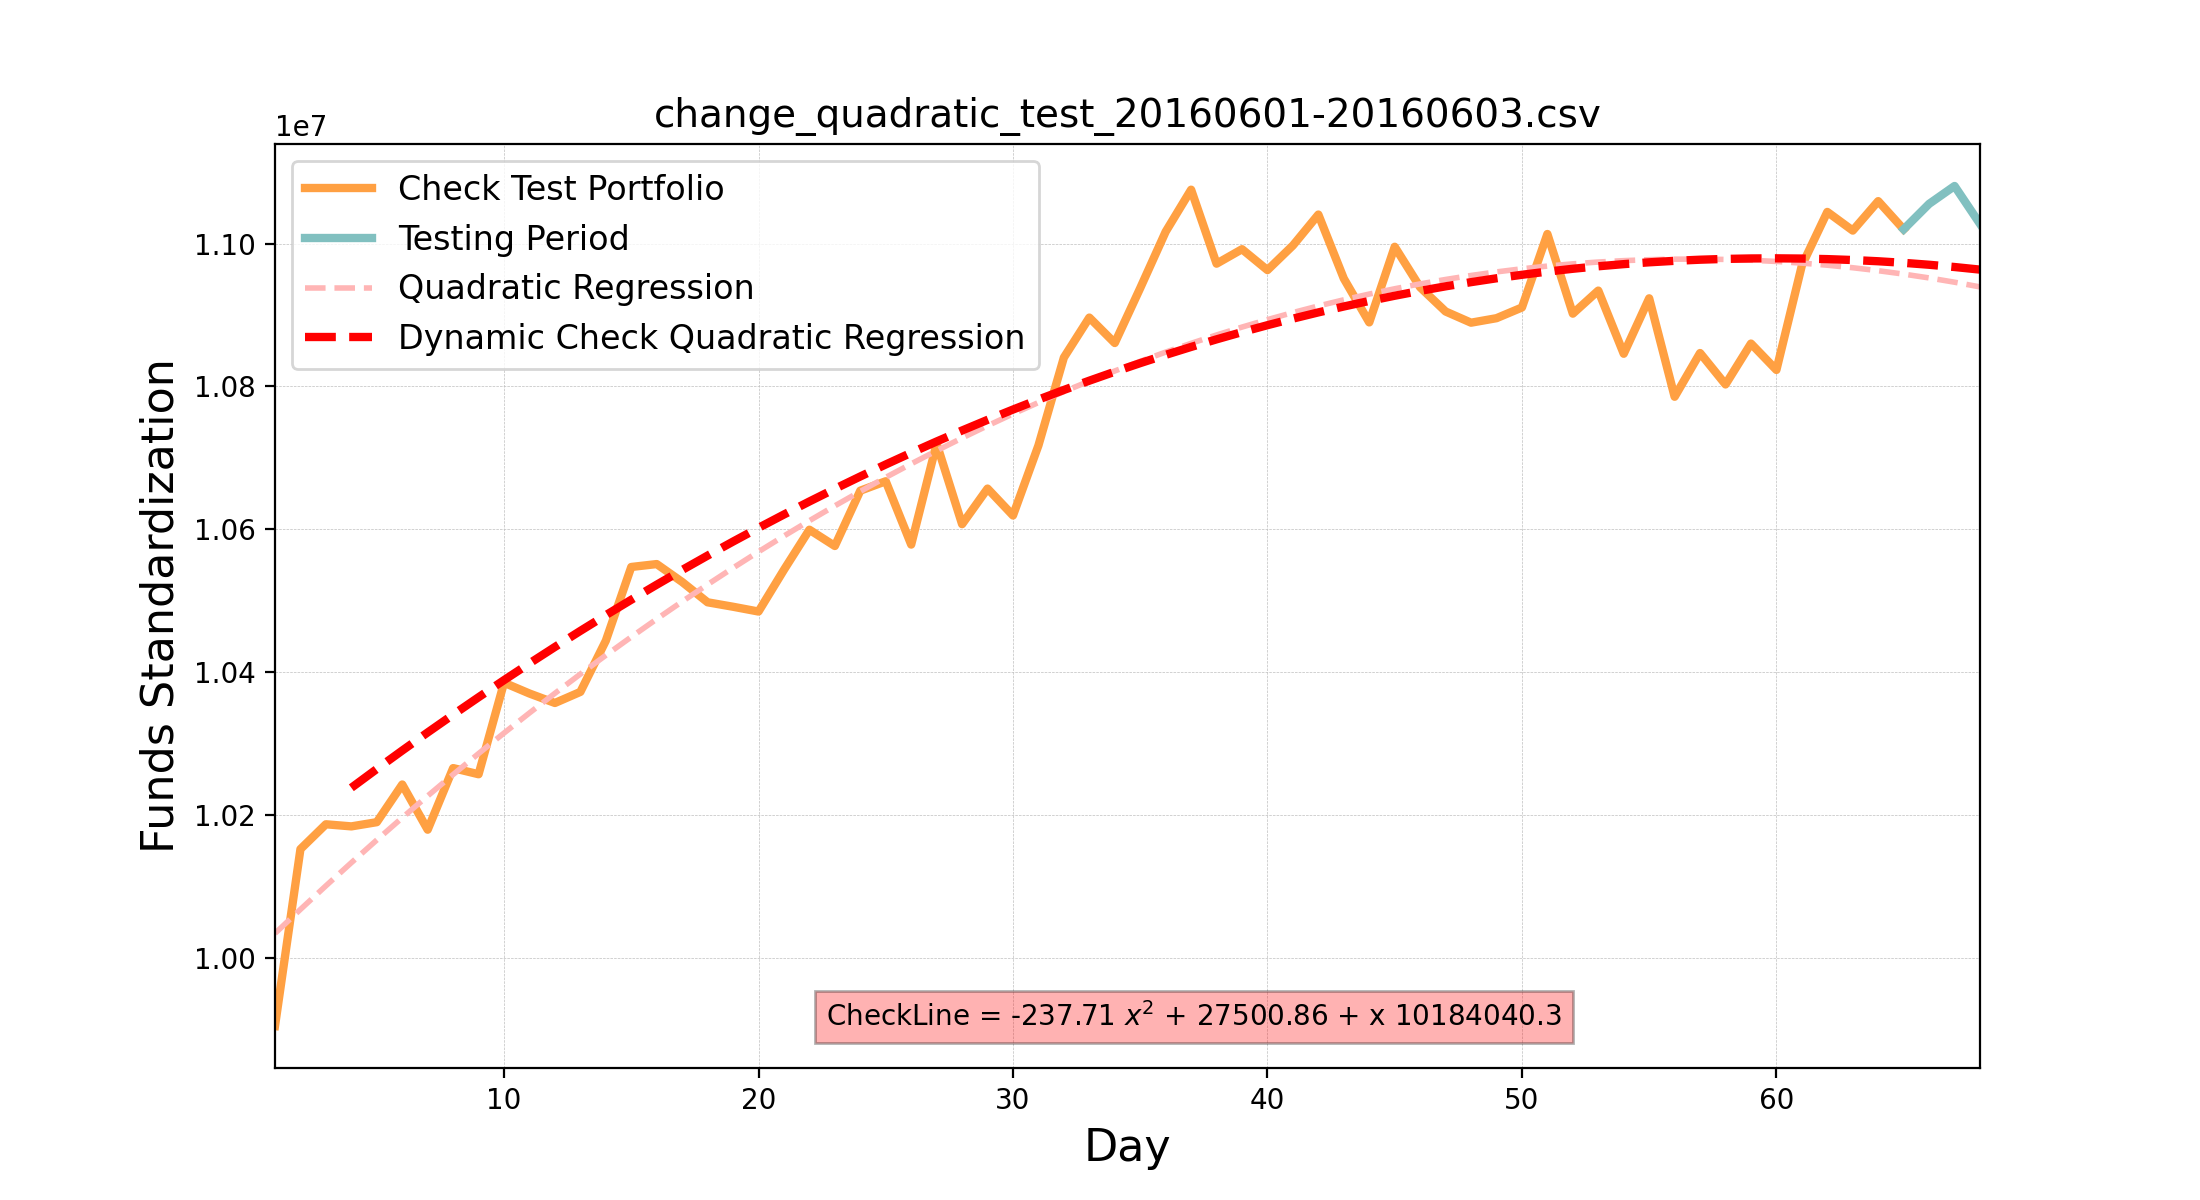 change_quadratic_test_20160601-20160603.csv
1e7
Check Test Portfolio
Testing Period
Quadratic Regression
Dynamic Check Quadratic Regression
Funds Standardization
1.10
1.08
1.06
1.04
1.02
1.00
CheckLine = -237.71 x² + 27500.86 + x 10184040.3
10 20 30 40 50 60
Day